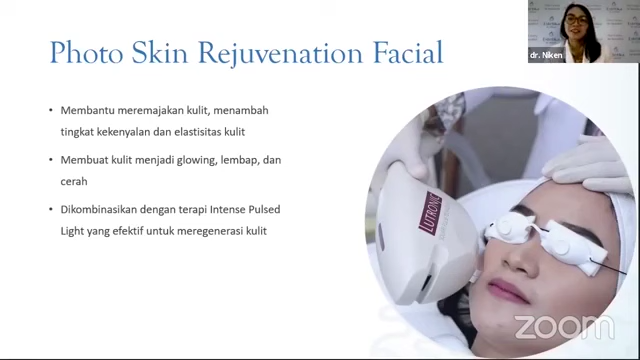 Photo Skin Rejuvenation Facial
dr. Niken
• Membantu meremajakan kulit, menambah
tingkat kekenyalan dan elastisitas kulit
• Membuat kulit menjadi glowing, lembap, dan
cerah
• Dikombinasikan dengan terapi Intense Pulsed
Light yang efektif untuk meregenerasi kulit
LUTRONIC
zoom